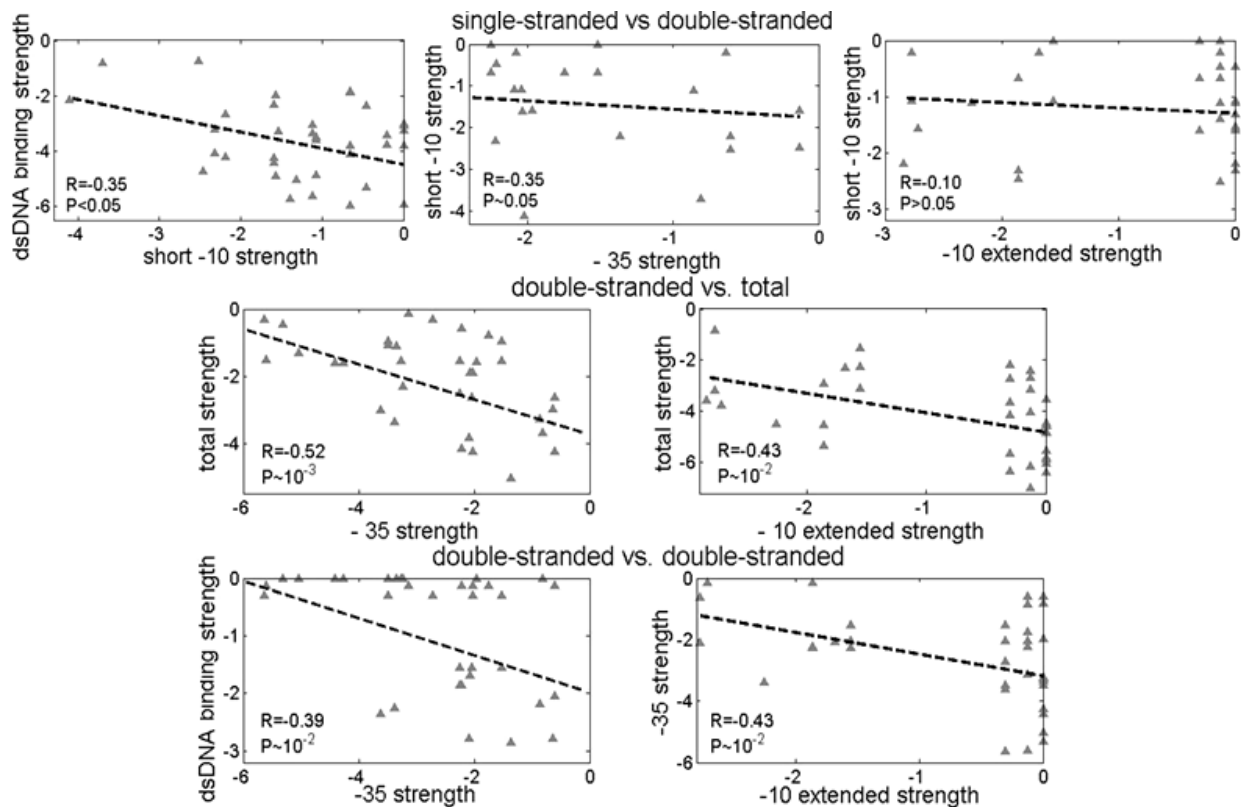 single-stranded vs double-stranded
dsDNA binding strength
0
-2
-4
-6
R=-0.35
P<0.05
-4
-3
-2
-1
0
short -10 strength
short -10 strength
0
-1
-2
-3
-4
R=-0.35
P~0.05
-2
-1
0
- 35 strength
short -10 strength
0
-1
-2
-3
R=-0.10
P>0.05
-3
-2
-1
0
-10 extended strength
double-stranded vs. total
total strength
0
-2
-4
R=-0.52
P~10-3
-6
-4
-2
0
- 35 strength
total strength
0
-2
-4
-6
R=-0.43
P~10-2
-2
-1
0
- 10 extended strength
double-stranded vs. double-stranded
dsDNA binding strength
0
-1
-2
-3
R=-0.39
P~10-2
-6
-4
-2
0
-35 strength
-35 strength
0
-2
-4
-6
R=-0.43
P~10-2
-2
-1
0
-10 extended strength